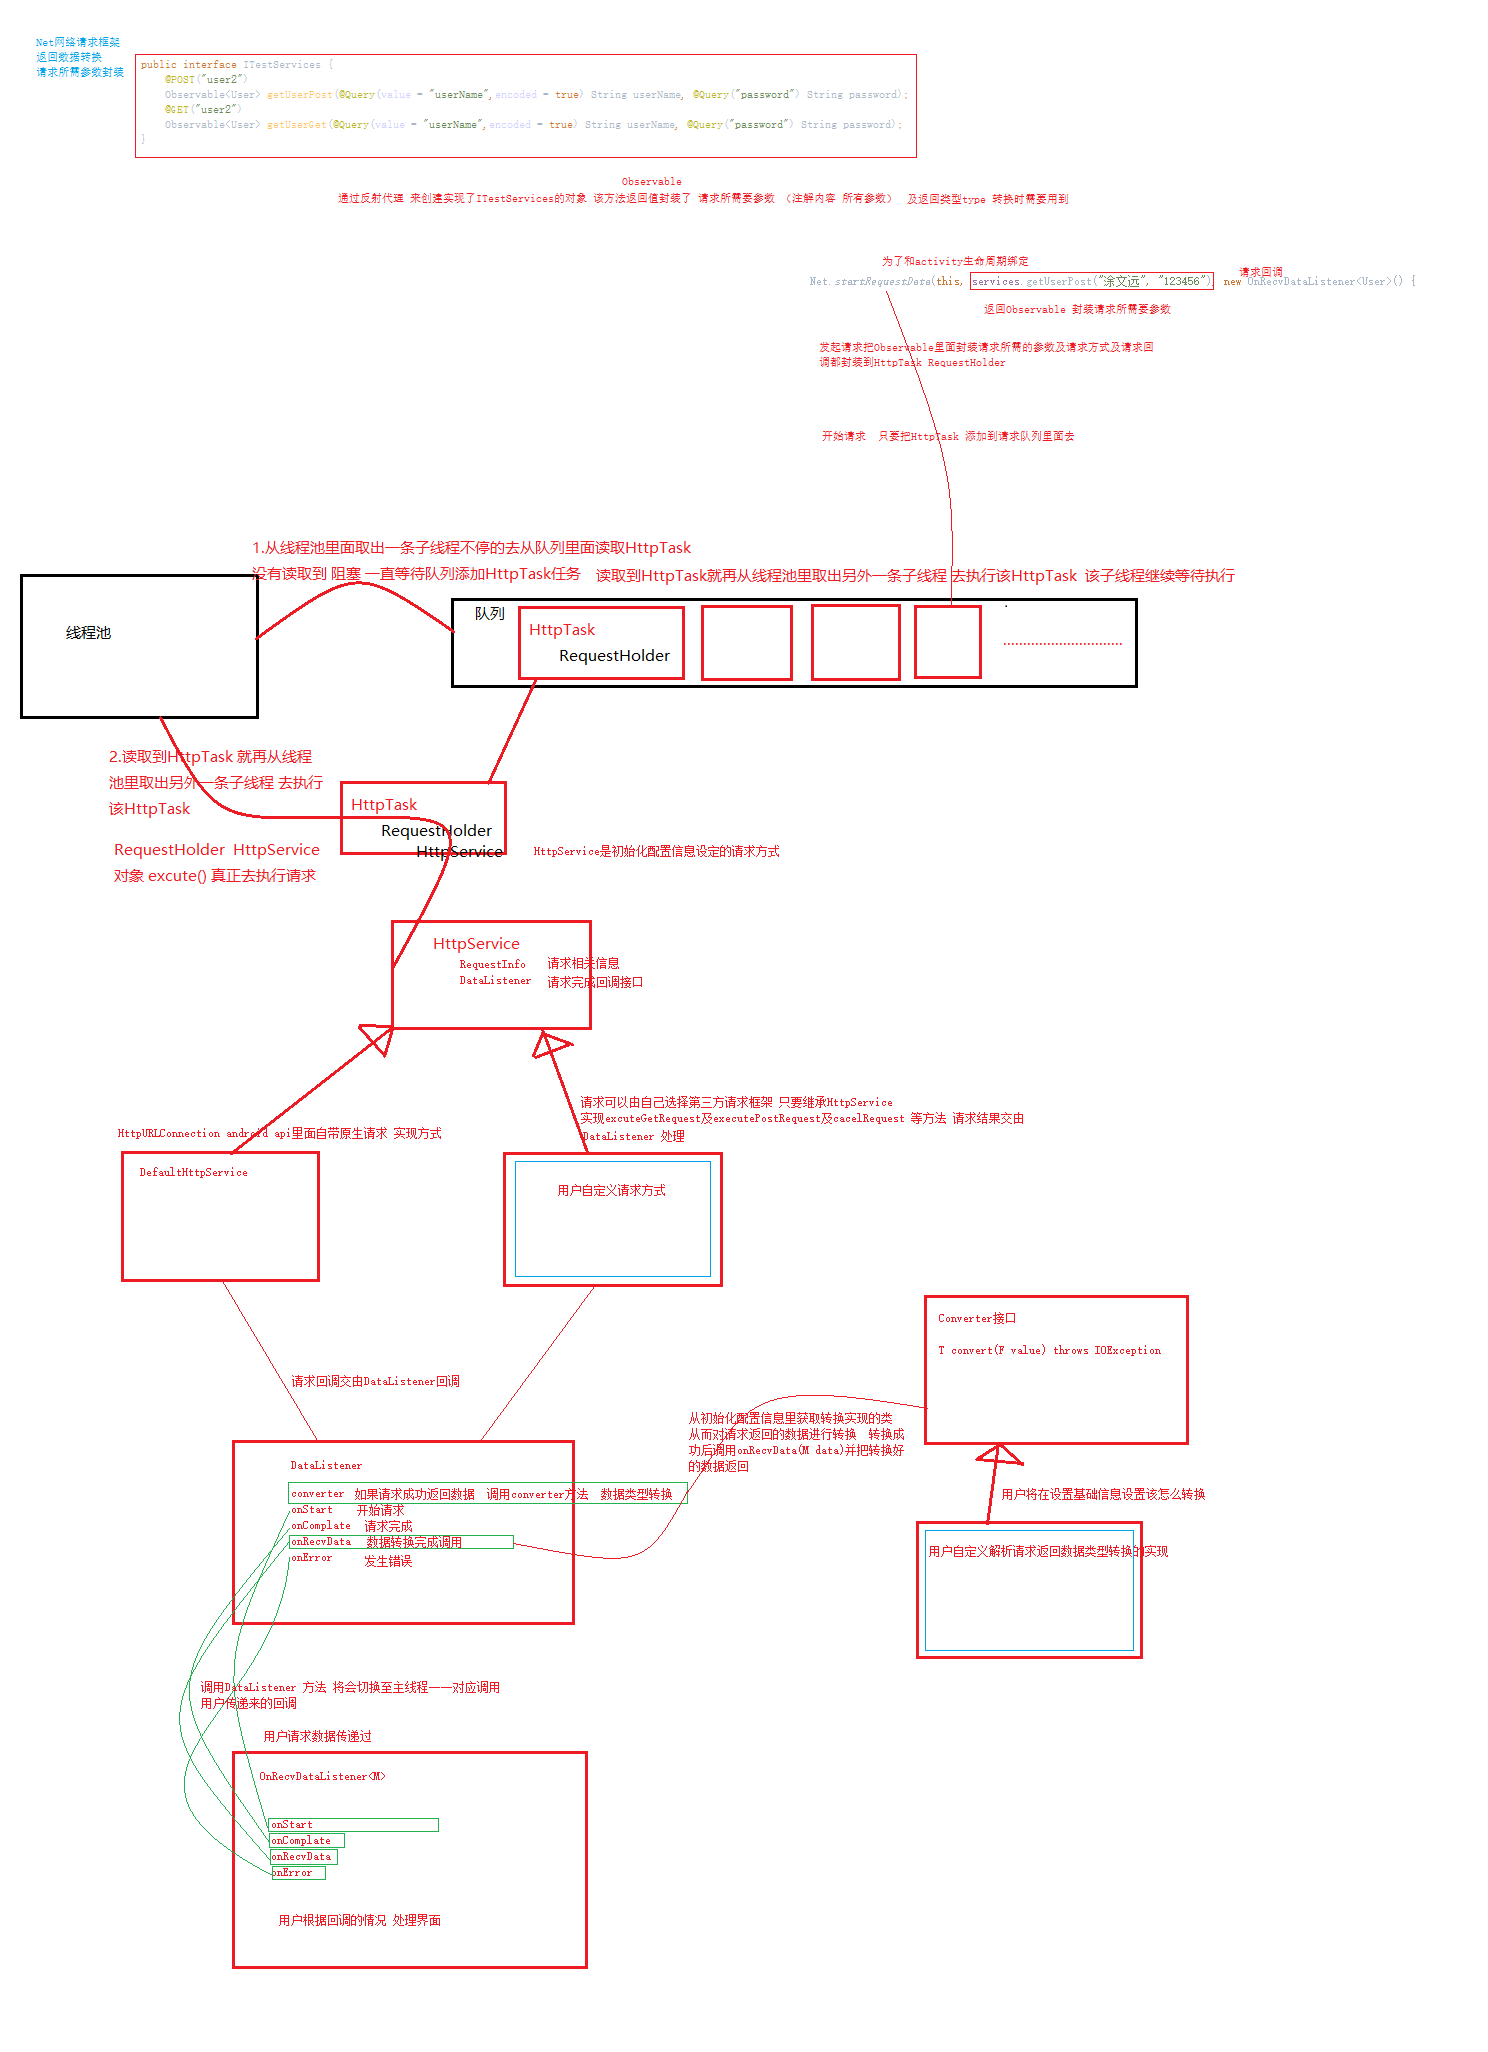 Net网络请求框架
返回数据转换
请求所需参数封装
public interface ITestServices {
@POST("user2")
Observable<User> getUserPost(@Query(value = "userName",encoded = true) String userName, @Query("password") String password);
@GET("user2")
Observable<User> getUserGet(@Query(value = "userName",encoded = true) String userName, @Query("password") String password);
}
Observable
通过反射代理 来创建实现了ITestServices的对象 该方法返回值封装了 请求所需要参数 （注解内容 所有参数） 及返回类型type 转换时需要用到
为了和activity生命周期绑定
请求回调
Net.startRequestData(this, services.getUserPost("涂文远", "123456"), new OnRecvDataListener<User>() {
返回Observable 封装请求所需要参数
发起请求把Observable里面封装请求所需的参数及请求方式及请求回
调都封装到HttpTask RequestHolder
开始请求 只要把HttpTask 添加到请求队列里面去
1.从线程池里面取出一条子线程不停的去从队列里面读取HttpTask
没有读取到 阻塞 一直等待队列添加HttpTask任务 读取到HttpTask就再从线程池里取出另外一条子线程 去执行该HttpTask 该子线程继续等待执行
线程池
队列
HttpTask
RequestHolder
2.读取到HttpTask 就再从线程
池里取出另外一条子线程 去执行
该HttpTask
HttpTask
RequestHolder
HttpService
RequestHolder HttpService
对象 excute() 真正去执行请求
HttpService是初始化配置信息设定的请求方式
HttpService
RequestInfo 请求相关信息
DataListener 请求完成回调接口
请求可以由自己选择第三方请求框架 只要继承HttpService
实现excuteGetRequest及executePostRequest及cacelRequest 等方法 请求结果交由
DataListener 处理
HttpURLConnection android api里面自带原生请求 实现方式
DefaultHttpService
用户自定义请求方式
Converter接口
T convert(F value) throws IOException
请求回调交由DataListener回调
从初始化配置信息里获取转换实现的类
从而对请求返回的数据进行转换 转换成
功后调用onRecvData(M data)并把转换好
的数据返回
DataListener
converter 如果请求成功返回数据 调用converter方法 数据类型转换
onStart 开始请求
onComplate 请求完成
onRecvData 数据转换完成调用
onError 发生错误
用户将在设置基础信息设置该怎么转换
用户自定义解析请求返回数据类型转换的实现
调用DataListener 方法 将会切换至主线程一一对应调用
用户传递来的回调
用户请求数据传递过
OnRecvDataListener<M>
onStart
onComplate
onRecvData
onError
用户根据回调的情况 处理界面